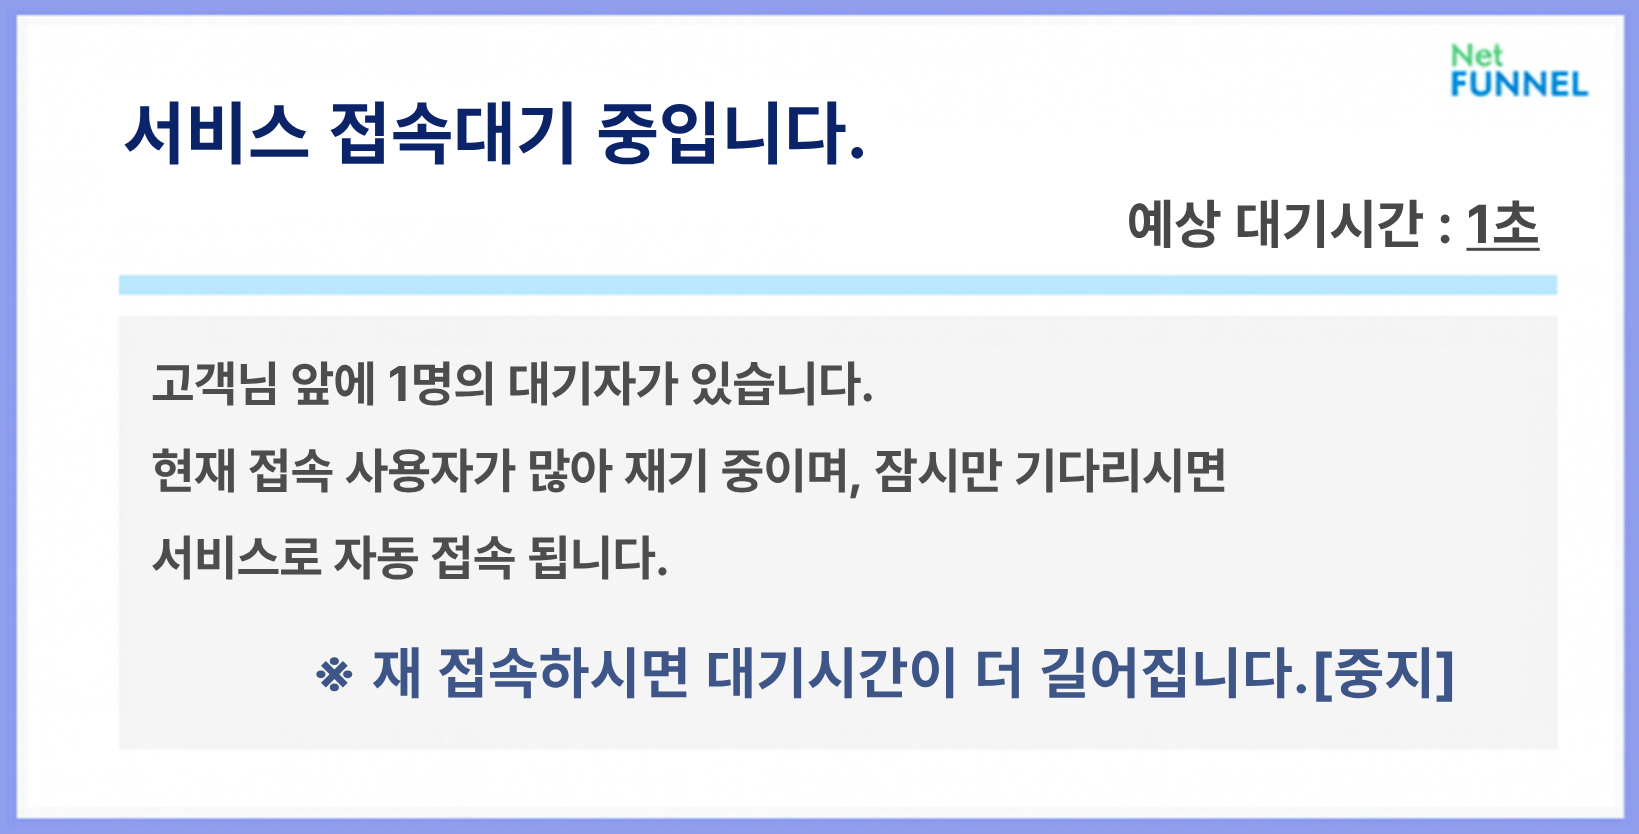 Net
FUNNEL
서비스 접속대기 중입니다.
예상 대기시간 : 1초
고객님 앞에 1명의 대기자가 있습니다.
현재 접속 사용자가 많아 재기 중이며, 잠시만 기다리시면
서비스로 자동 접속 됩니다.
※ 재 접속하시면 대기시간이 더 길어집니다.[중지]